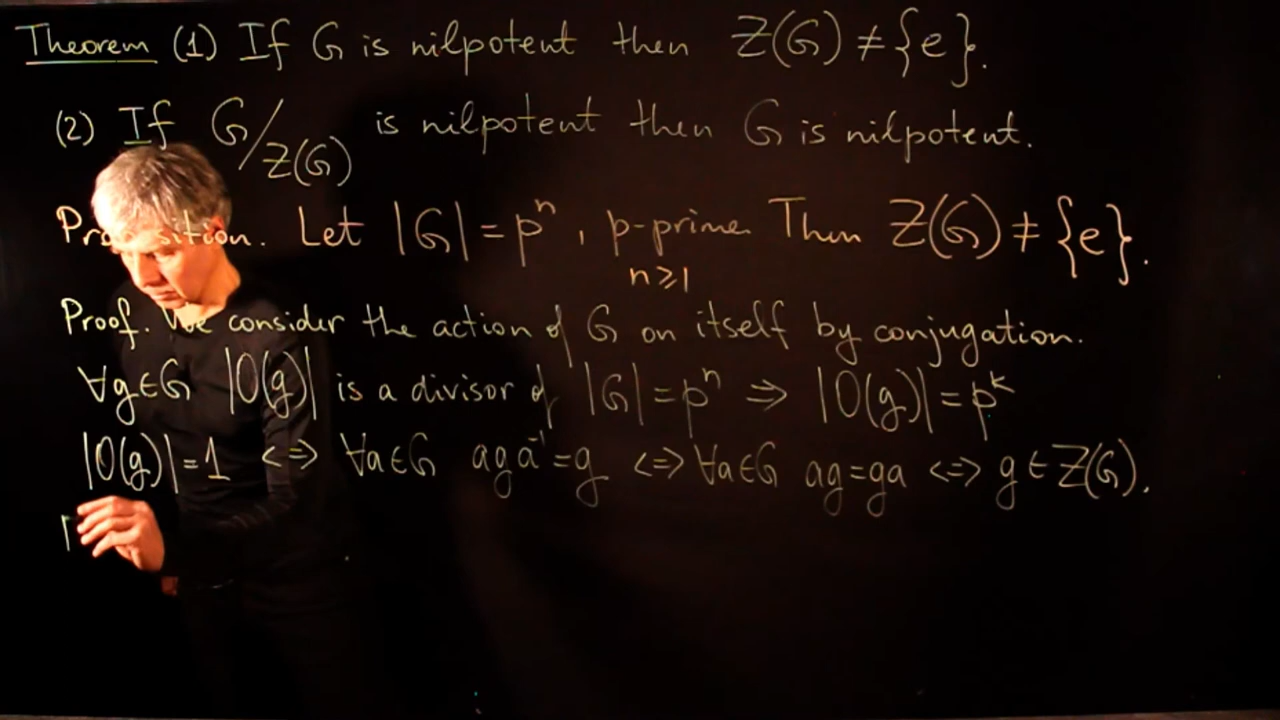 Theorem (1) If G is nilpotent then Z(G) ≠ {e}.
(2) If G/Z(G) is nilpotent then G is nilpotent.
Let |G| = pⁿ, p-prime. Then Z(G) ≠ {e}.
n≥1
Proof. We consider the action of G on itself by conjugation.
∀g∈G |O(g)| is a divisor of |G| = pⁿ ⇒ |O(g)| = pᵏ
|O(g)| = 1 ⇔ ∀a∈G aga⁻¹=g ⇔ ∀a∈G ag=ga ⇔ g∈Z(G).